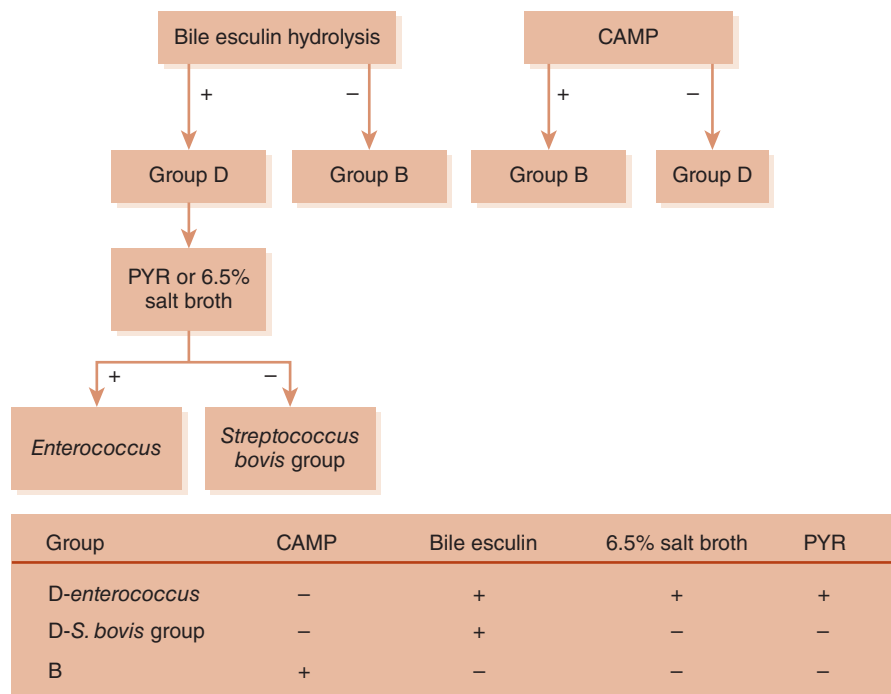 Bile esculin hydrolysis
CAMP
+
–
+
–
Group D
Group B
Group B
Group D
PYR or 6.5%
salt broth
+
–
Enterococcus
Streptococcus
bovis group
Group CAMP Bile esculin 6.5% salt broth PYR
D-enterococcus – + + +
D-S. bovis group – + – –
B + – – –